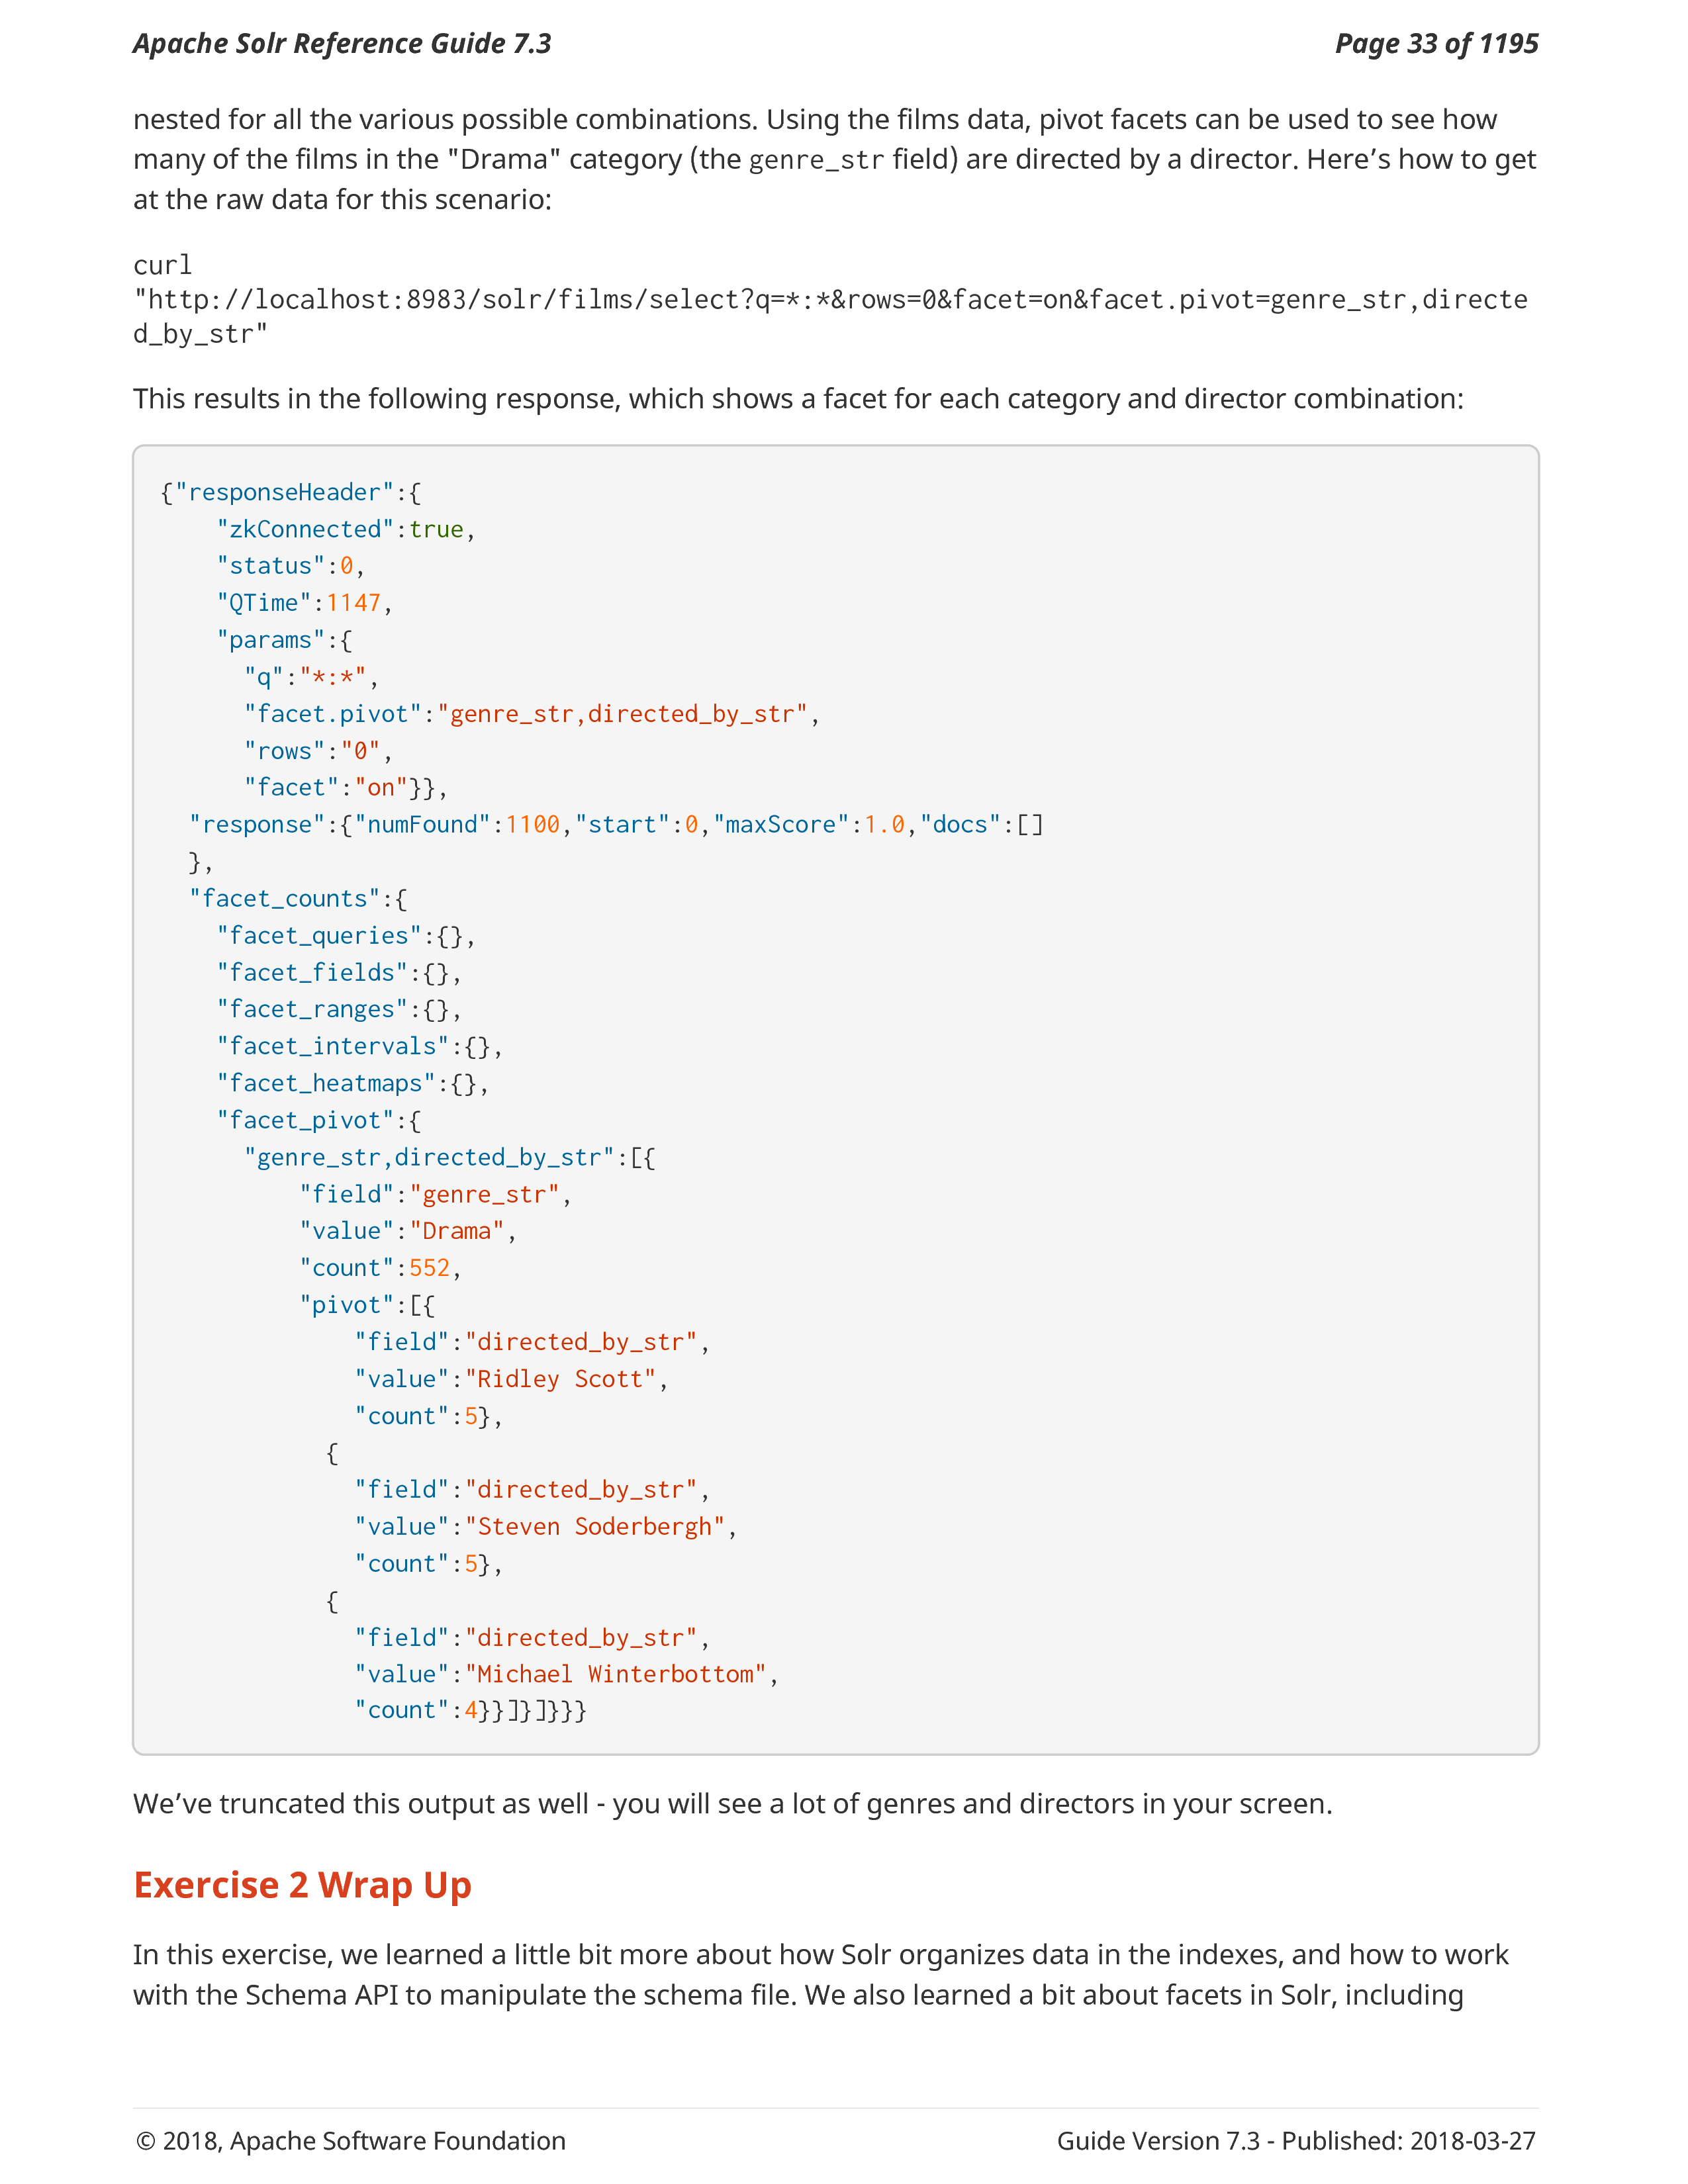 Apache Solr Reference Guide 7.3 Page 33 of 1195
nested for all the various possible combinations. Using the films data, pivot facets can be used to see how
many of the films in the "Drama" category (the genre_str field) are directed by a director. Here’s how to get
at the raw data for this scenario:
curl
"http://localhost:8983/solr/films/select?q=*:*&rows=0&facet=on&facet.pivot=genre_str,directe
d_by_str"
This results in the following response, which shows a facet for each category and director combination:
{"responseHeader":{
    "zkConnected":true,
    "status":0,
    "QTime":1147,
    "params":{
      "q":"*:*",
      "facet.pivot":"genre_str,directed_by_str",
      "rows":"0",
      "facet":"on"}},
  "response":{"numFound":1100,"start":0,"maxScore":1.0,"docs":[]
  },
  "facet_counts":{
    "facet_queries":{},
    "facet_fields":{},
    "facet_ranges":{},
    "facet_intervals":{},
    "facet_heatmaps":{},
    "facet_pivot":{
      "genre_str,directed_by_str":[{
          "field":"genre_str",
          "value":"Drama",
          "count":552,
          "pivot":[{
              "field":"directed_by_str",
              "value":"Ridley Scott",
              "count":5},
            {
              "field":"directed_by_str",
              "value":"Steven Soderbergh",
              "count":5},
            {
              "field":"directed_by_str",
              "value":"Michael Winterbottom",
              "count":4}}]}]}}}
We’ve truncated this output as well - you will see a lot of genres and directors in your screen.
Exercise 2 Wrap Up
In this exercise, we learned a little bit more about how Solr organizes data in the indexes, and how to work
with the Schema API to manipulate the schema file. We also learned a bit about facets in Solr, including
© 2018, Apache Software Foundation Guide Version 7.3 - Published: 2018-03-27